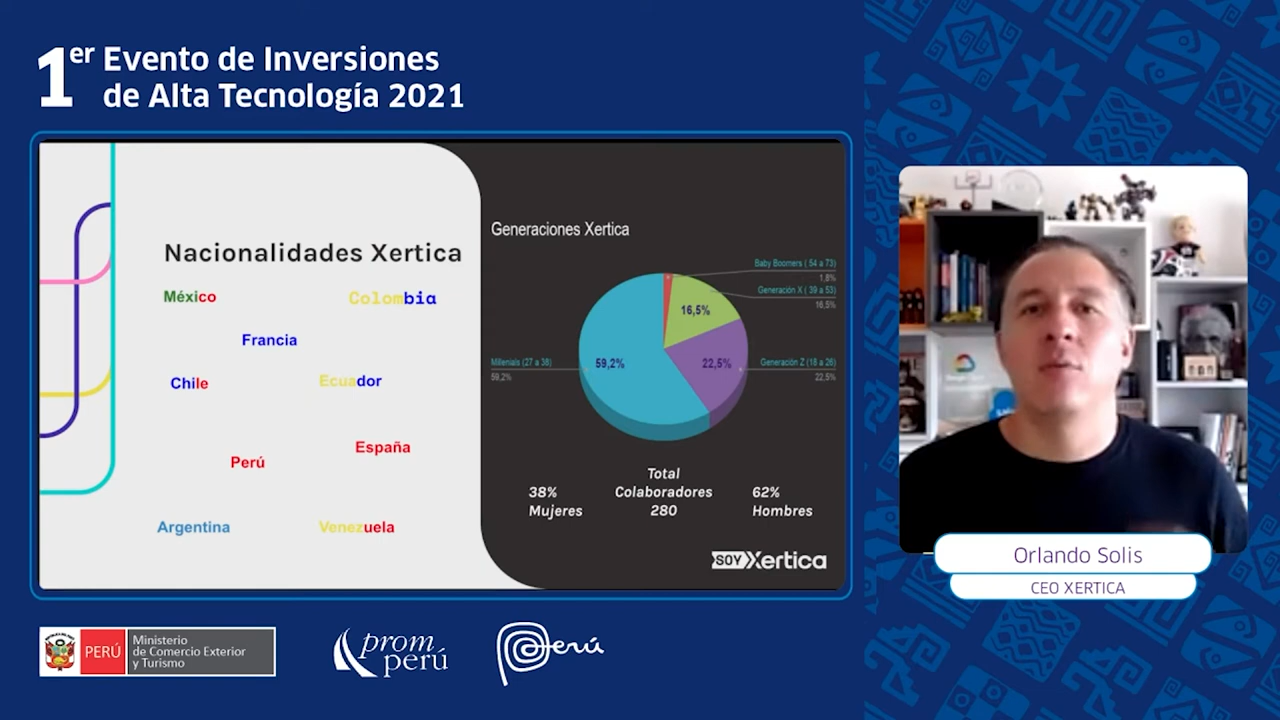 1er Evento de Inversiones
de Alta Tecnología 2021
Nacionalidades Xertica
México
Colombia
Francia
Chile
Ecuador
España
Perú
Argentina
Venezuela
Generaciones Xertica
Baby Boomers ( 54 a 73)
1,8%
Generación X ( 39 a 53)
16,5%
16,5%
Millenials (27 a 38)
59,2%
59,2%
22,5%
Generación Z (18 a 26)
22,5%
38%
Mujeres
Total
Colaboradores
280
62%
Hombres
SOY Xertica
Orlando Solis
CEO XERTICA
PERÚ
Ministerio
de Comercio Exterior
y Turismo
prom
perú
Perú